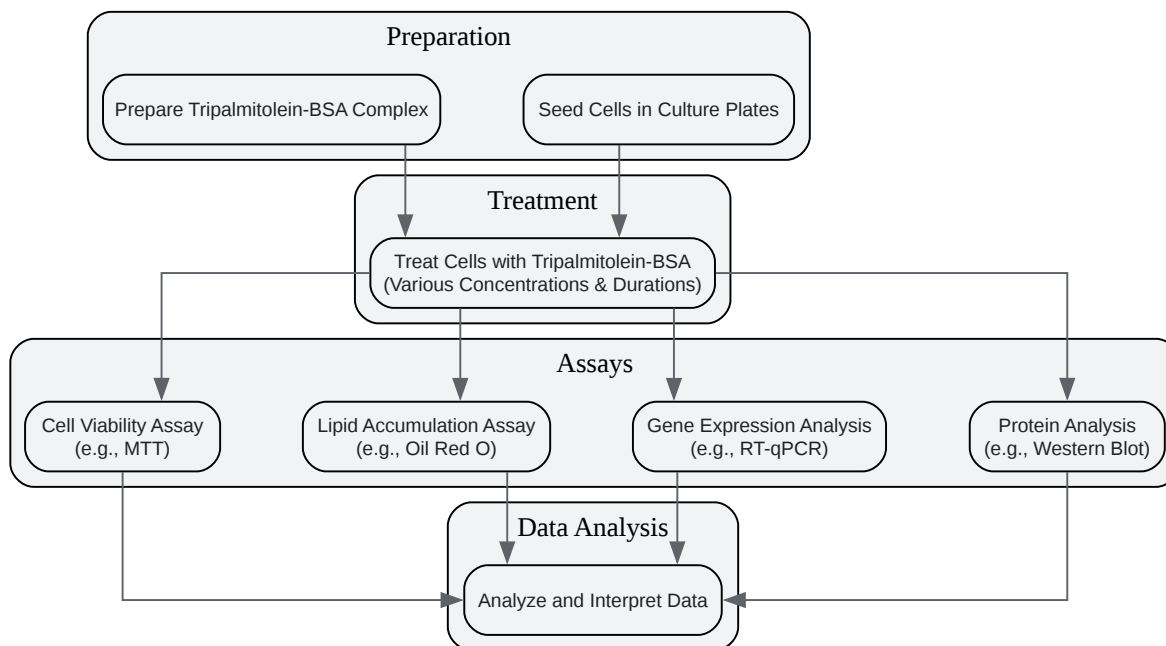 Preparation
Prepare Tripalmitolein-BSA Complex
Seed Cells in Culture Plates
Treatment
Treat Cells with Tripalmitolein-BSA
(Various Concentrations & Durations)
Assays
Cell Viability Assay
(e.g., MTT)
Lipid Accumulation Assay
(e.g., Oil Red O)
Gene Expression Analysis
(e.g., RT-qPCR)
Protein Analysis
(e.g., Western Blot)
Data Analysis
Analyze and Interpret Data